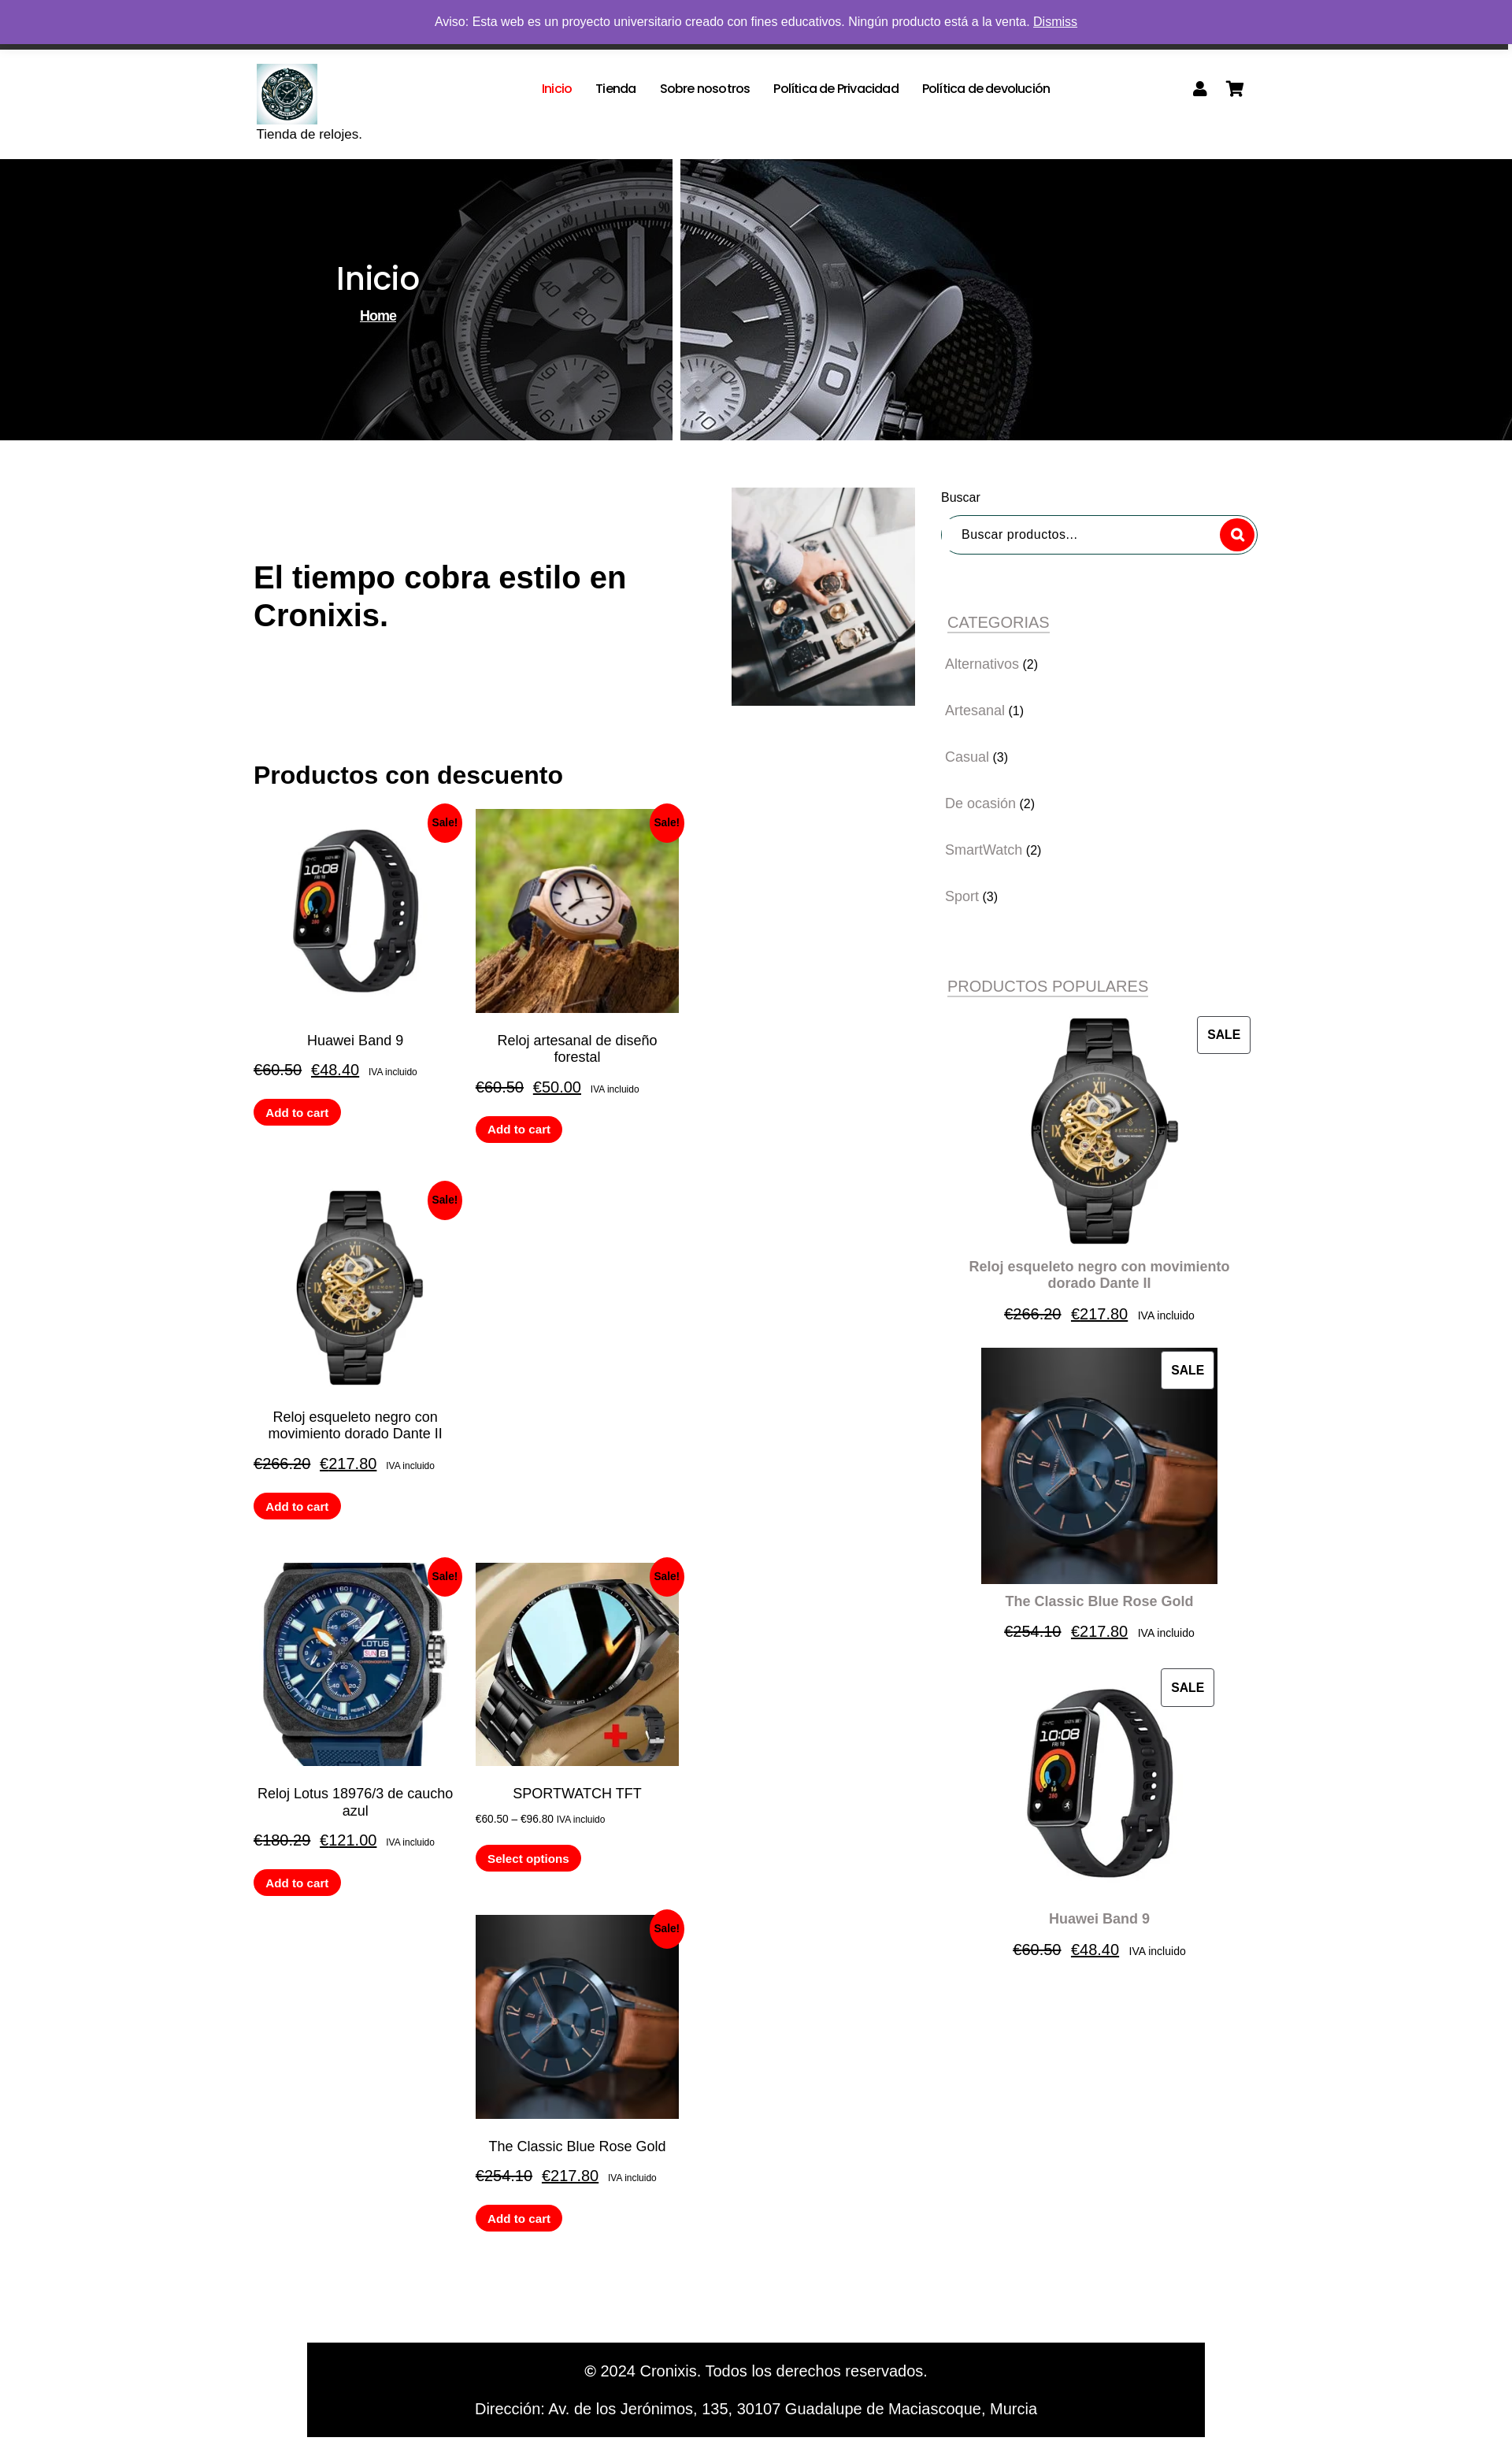 Aviso: Esta web es un proyecto universitario creado con fines educativos. Ningún producto está a la venta. Dismiss
Tienda de relojes.
Inicio
Tienda
Sobre nosotros
Política de Privacidad
Política de devolución
Inicio
Home
El tiempo cobra estilo en
Cronixis.
Productos con descuento
Sale!
Huawei Band 9
€60.50 €48.40 IVA incluido
Add to cart
Sale!
Reloj artesanal de diseño
forestal
€60.50 €50.00 IVA incluido
Add to cart
Sale!
Reloj esqueleto negro con
movimiento dorado Dante II
€266.20 €217.80 IVA incluido
Add to cart
Sale!
LOTUS
Reloj Lotus 18976/3 de caucho
azul
€180.29 €121.00 IVA incluido
Add to cart
Sale!
SPORTWATCH TFT
€60.50 – €96.80 IVA incluido
Select options
Sale!
The Classic Blue Rose Gold
€254.10 €217.80 IVA incluido
Add to cart
Buscar
Buscar productos…
CATEGORIAS
Alternativos (2)
Artesanal (1)
Casual (3)
De ocasión (2)
SmartWatch (2)
Sport (3)
PRODUCTOS POPULARES
SALE
Reloj esqueleto negro con movimiento
dorado Dante II
€266.20 €217.80 IVA incluido
SALE
The Classic Blue Rose Gold
€254.10 €217.80 IVA incluido
SALE
10:08
Huawei Band 9
€60.50 €48.40 IVA incluido
© 2024 Cronixis. Todos los derechos reservados.
Dirección: Av. de los Jerónimos, 135, 30107 Guadalupe de Maciascoque, Murcia